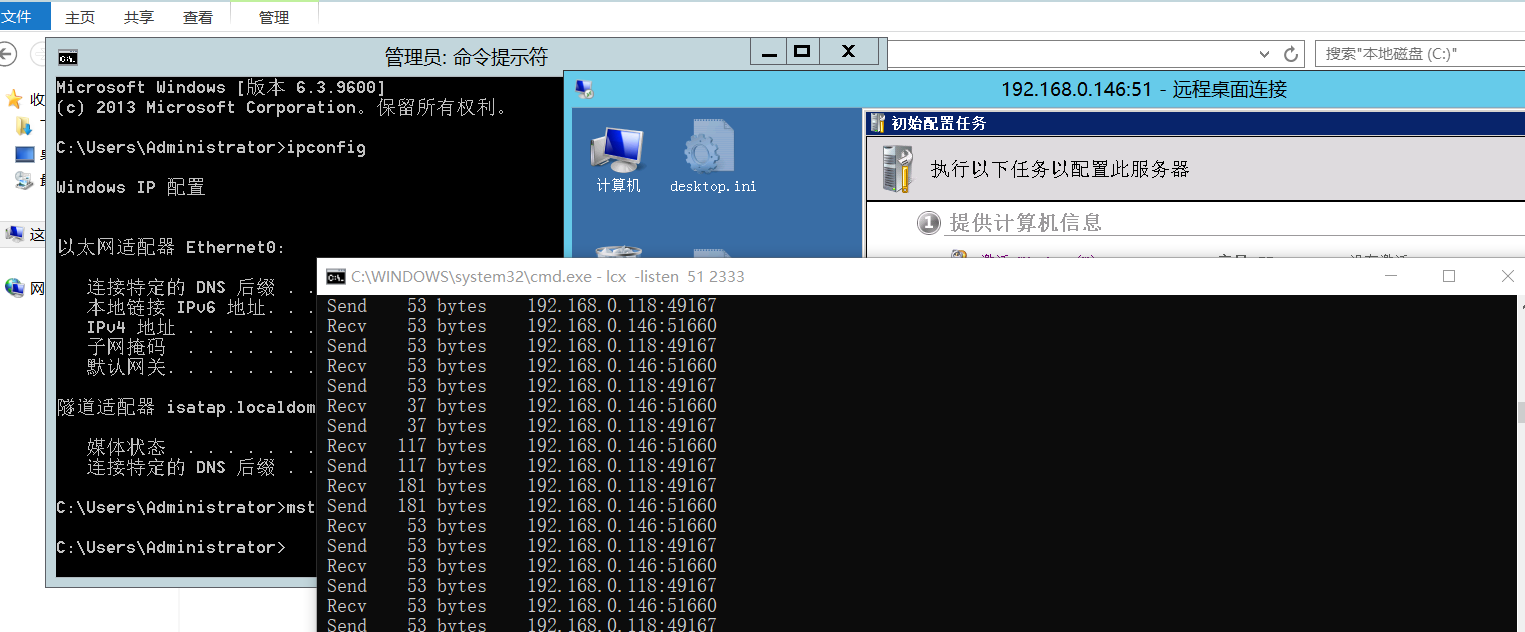 文件 主页 共享 查看 管理
搜索"本地磁盘 (C:)"
收
这
网
管理员: 命令提示符
Microsoft Windows [版本 6.3.9600]
(c) 2013 Microsoft Corporation。保留所有权利。
C:\Users\Administrator>ipconfig
Windows IP 配置
以太网适配器 Ethernet0:
连接特定的 DNS 后缀 . .
本地链接 IPv6 地址. . .
IPv4 地址 . . . . . . .
子网掩码 . . . . . . .
默认网关. . . . . . . .
隧道适配器 isatap.localdom
媒体状态 . . . . . . .
连接特定的 DNS 后缀 . .
C:\Users\Administrator>mst
C:\Users\Administrator>
192.168.0.146:51 - 远程桌面连接
计算机
desktop.ini
初始配置任务
执行以下任务以配置此服务器
1 提供计算机信息
C:\WINDOWS\system32\cmd.exe - lcx -listen 51 2333
Send 53 bytes 192.168.0.118:49167
Recv 53 bytes 192.168.0.146:51660
Send 53 bytes 192.168.0.118:49167
Recv 53 bytes 192.168.0.146:51660
Send 53 bytes 192.168.0.118:49167
Recv 37 bytes 192.168.0.146:51660
Send 37 bytes 192.168.0.118:49167
Recv 117 bytes 192.168.0.146:51660
Send 117 bytes 192.168.0.118:49167
Recv 181 bytes 192.168.0.146:51660
Send 181 bytes 192.168.0.118:49167
Recv 53 bytes 192.168.0.146:51660
Send 53 bytes 192.168.0.118:49167
Recv 53 bytes 192.168.0.146:51660
Send 53 bytes 192.168.0.118:49167
Recv 53 bytes 192.168.0.146:51660
Send 53 bytes 192.168.0.118:49167